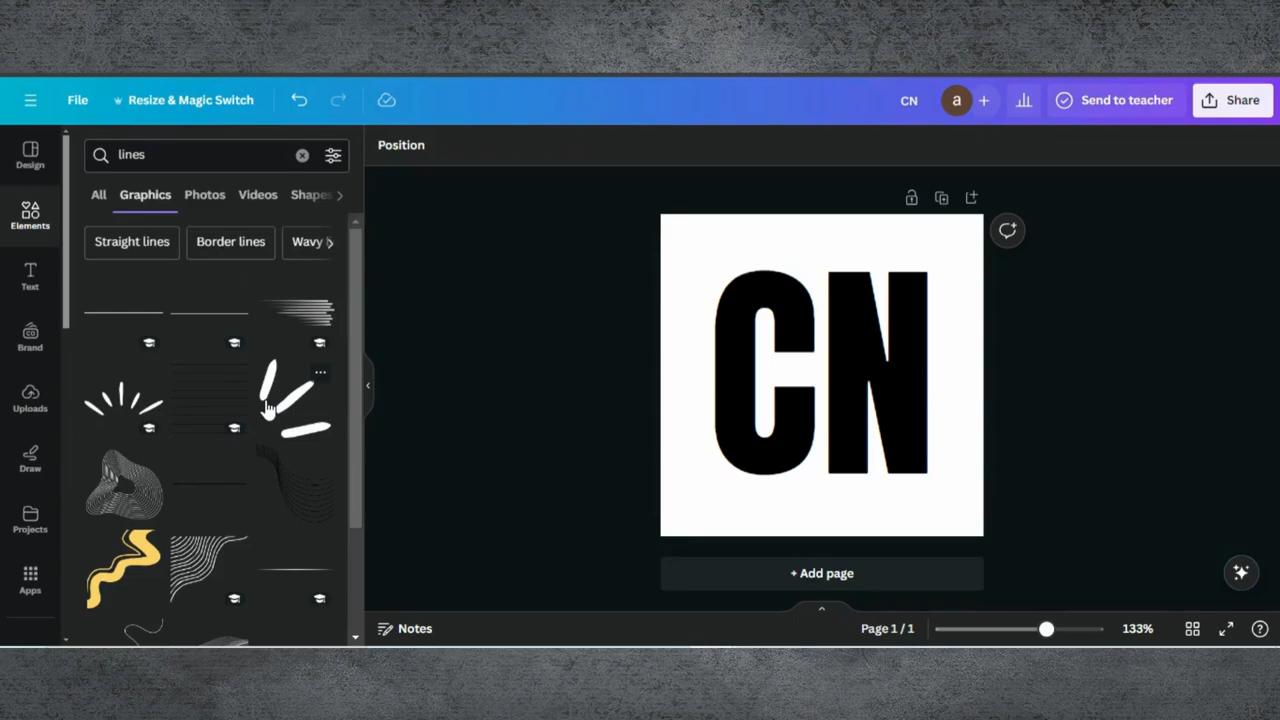 File
Resize & Magic Switch
CN
a
Send to teacher
Share
Design
Elements
Text
Brand
Uploads
Draw
Projects
Apps
lines
All
Graphics
Photos
Videos
Shapes
Straight lines
Border lines
Wavy
Position
CN
+ Add page
Notes
Page 1 / 1
133%